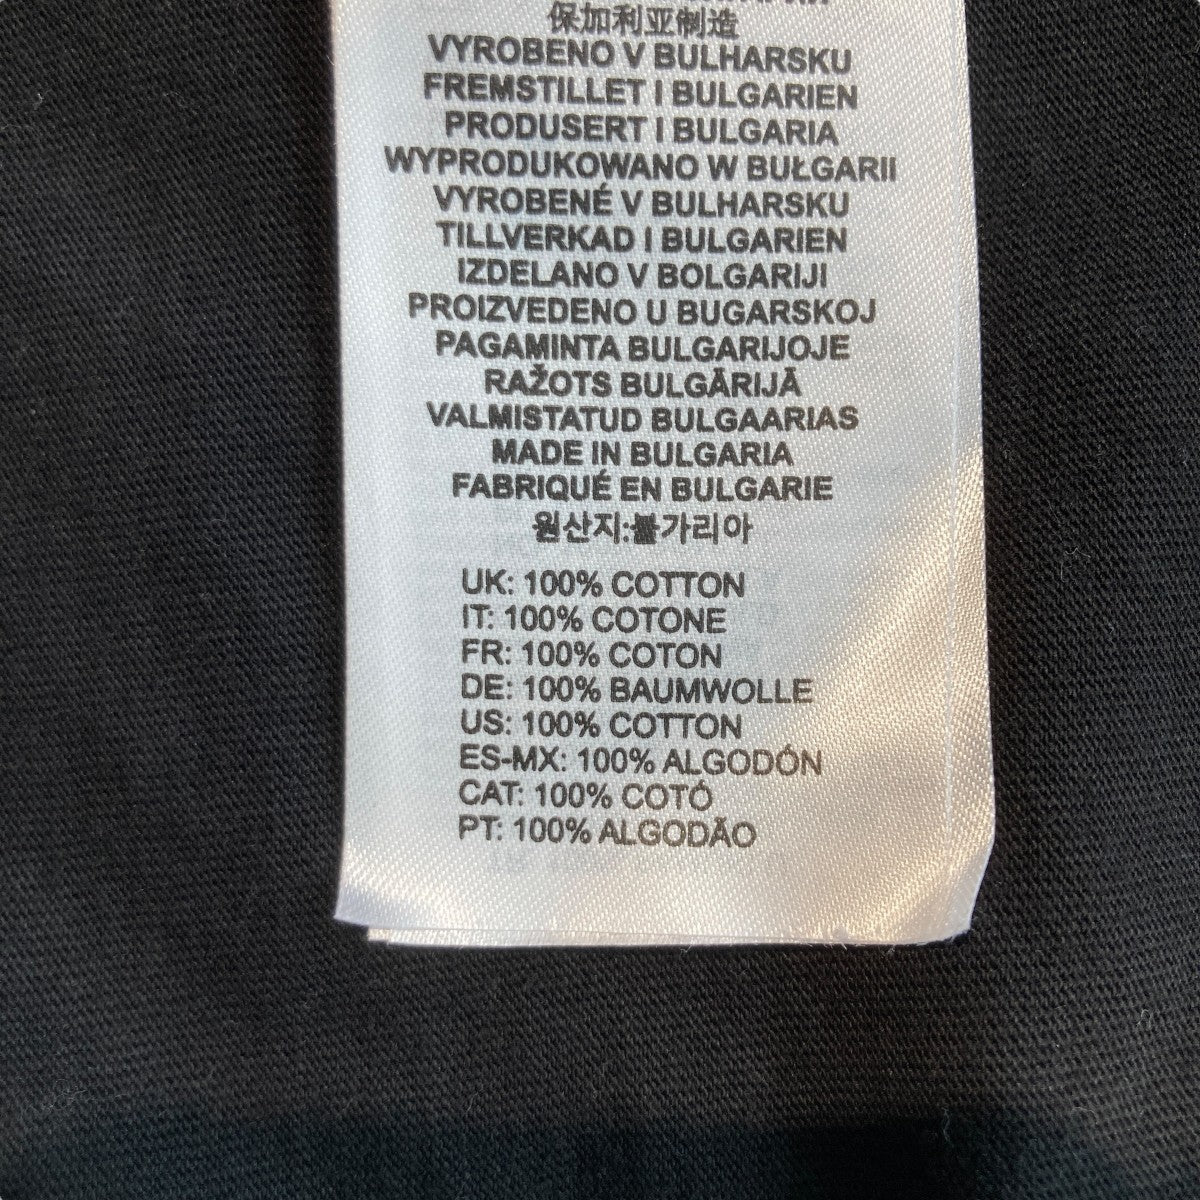 保加利亚制造
VYROBENO V BULHARSKU
FREMSTILLET I BULGARIEN
PRODUSERT I BULGARIA
WYPRODUKOWANO W BUŁGARII
VYROBENÉ V BULHARSKU
TILLVERKAD I BULGARIEN
IZDELANO V BOLGARIJI
PROIZVEDENO U BUGARSKOJ
PAGAMINTA BULGARIJOJE
RAŽOTS BULGĀRIJĀ
VALMISTATUD BULGAARIAS
MADE IN BULGARIA
FABRIQUÉ EN BULGARIE
원산지:불가리아
UK: 100% COTTON
IT: 100% COTONE
FR: 100% COTON
DE: 100% BAUMWOLLE
US: 100% COTTON
ES-MX: 100% ALGODÓN
CAT: 100% COTÓ
PT: 100% ALGODÃO